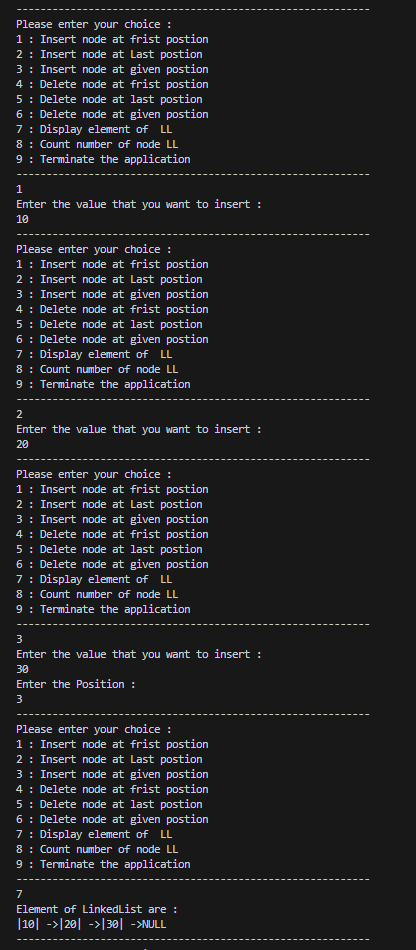 -----------------------------------------------------------
Please enter your choice :
1 : Insert node at frist postion
2 : Insert node at Last postion
3 : Insert node at given postion
4 : Delete node at frist postion
5 : Delete node at last postion
6 : Delete node at given postion
7 : Display element of  LL
8 : Count number of node LL
9 : Terminate the application
-----------------------------------------------------------
1
Enter the value that you want to insert :
10
-----------------------------------------------------------
Please enter your choice :
1 : Insert node at frist postion
2 : Insert node at Last postion
3 : Insert node at given postion
4 : Delete node at frist postion
5 : Delete node at last postion
6 : Delete node at given postion
7 : Display element of  LL
8 : Count number of node LL
9 : Terminate the application
-----------------------------------------------------------
2
Enter the value that you want to insert :
20
-----------------------------------------------------------
Please enter your choice :
1 : Insert node at frist postion
2 : Insert node at Last postion
3 : Insert node at given postion
4 : Delete node at frist postion
5 : Delete node at last postion
6 : Delete node at given postion
7 : Display element of  LL
8 : Count number of node LL
9 : Terminate the application
-----------------------------------------------------------
3
Enter the value that you want to insert :
30
Enter the Position :
3
-----------------------------------------------------------
Please enter your choice :
1 : Insert node at frist postion
2 : Insert node at Last postion
3 : Insert node at given postion
4 : Delete node at frist postion
5 : Delete node at last postion
6 : Delete node at given postion
7 : Display element of  LL
8 : Count number of node LL
9 : Terminate the application
-----------------------------------------------------------
7
Element of LinkedList are :
|10| ->|20| ->|30| ->NULL
-----------------------------------------------------------